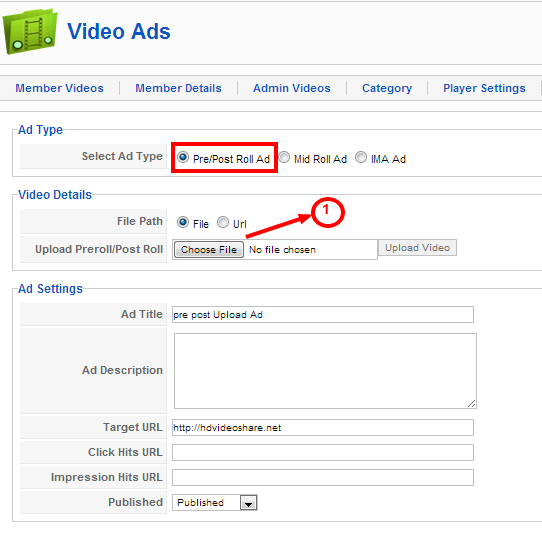 Video Ads
Member Videos Member Details Admin Videos Category Player Settings
Ad Type
Select Ad Type Pre/Post Roll Ad Mid Roll Ad IMA Ad
Video Details
1
File Path File Url
Upload Preroll/Post Roll Choose File No file chosen Upload Video
Ad Settings
Ad Title pre post Upload Ad
Ad Description
Target URL http://hdvideoshare.net
Click Hits URL
Impression Hits URL
Published Published